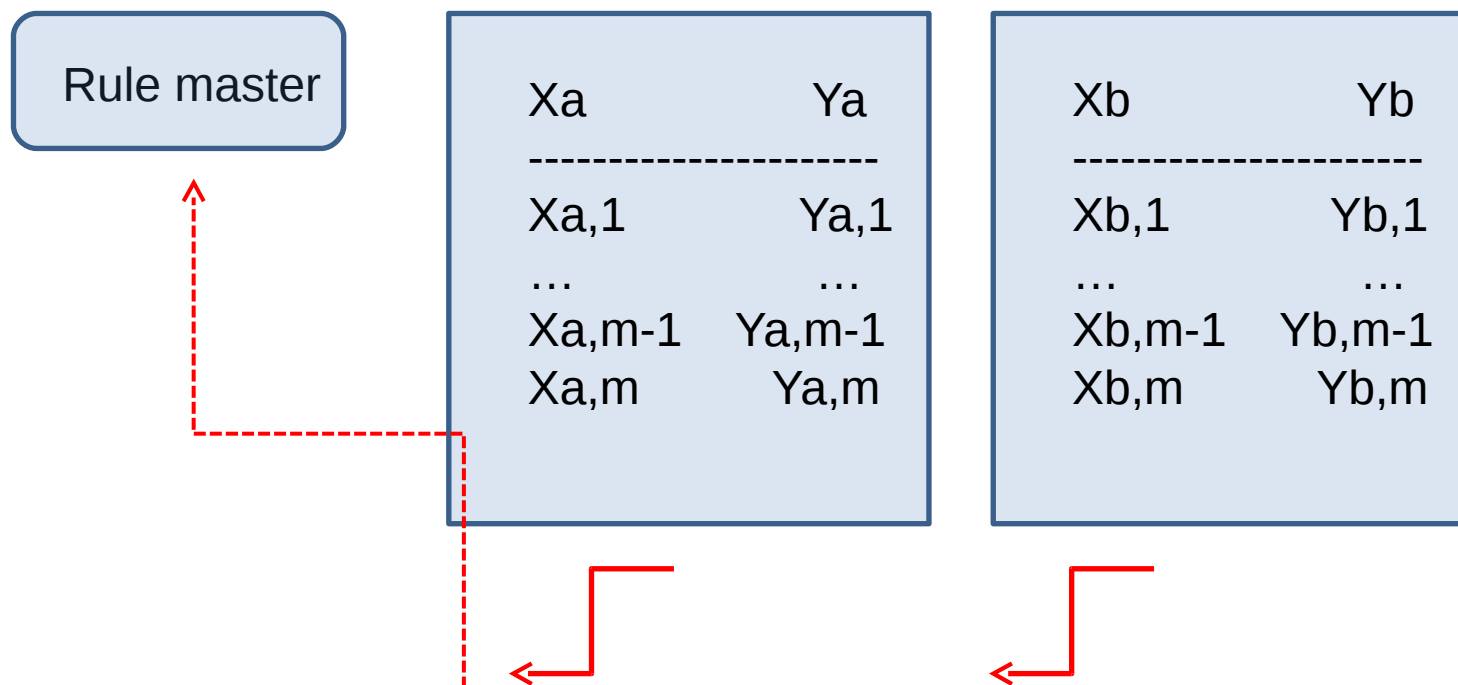 Rule master
Xa Ya
----------------------
Xa,1 Ya,1
… …
Xa,m-1 Ya,m-1
Xa,m Ya,m
Xb Yb
----------------------
Xb,1 Yb,1
… …
Xb,m-1 Yb,m-1
Xb,m Yb,m